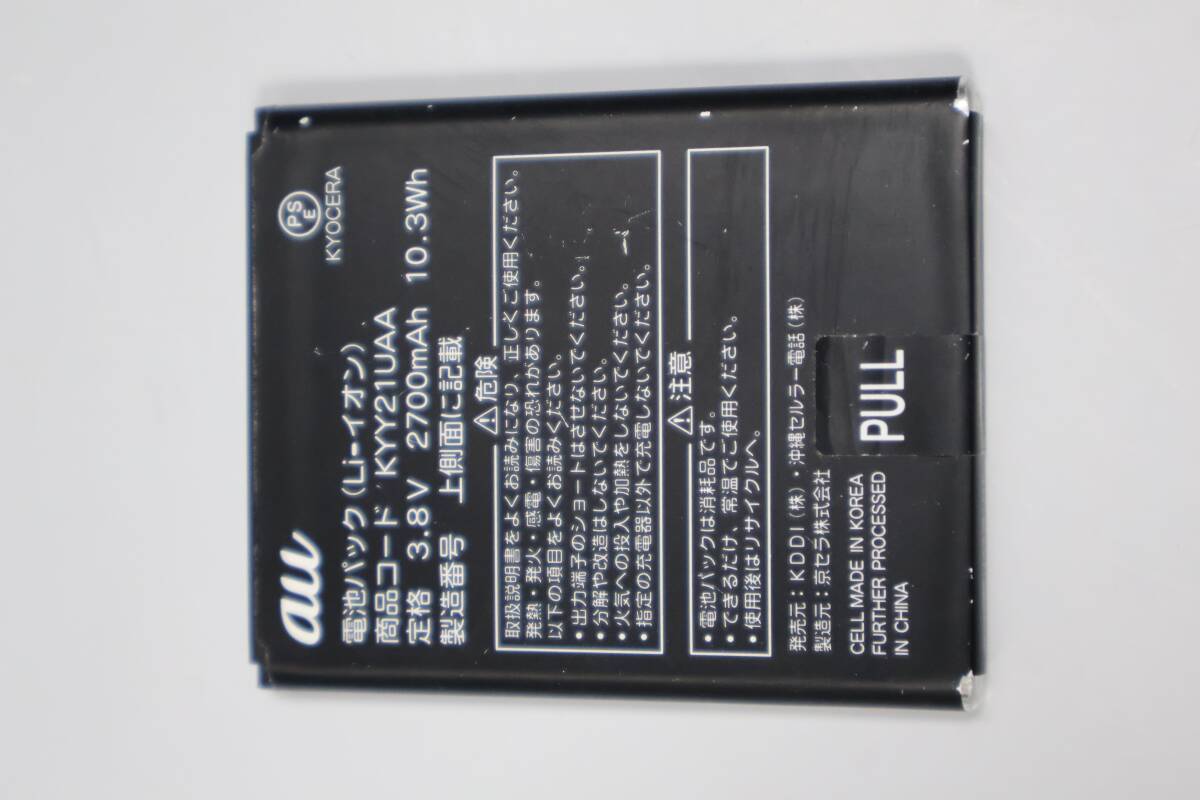 au
PSE
KYOCERA
電池パック(Li-イオン)
商品コード KYY21UAA
定格 3.8V 2700mAh 10.3Wh
製造番号 上側面に記載
⚠危険
取扱説明書をよくお読みになり、正しくご使用ください。
発熱・発火・感電・傷害の恐れがあります。
以下の項目をよくお読みください。
・出力端子のショートはさせないでください。
・分解や改造はしないでください。
・火気への投入や加熱をしないでください。
・指定の充電器以外で充電しないでください。
⚠注意
・電池パックは消耗品です。
・できるだけ、常温でご使用ください。
・使用後はリサイクルへ。
発売元:KDDI(株)・沖縄セルラー電話(株)
製造元:京セラ株式会社
CELL MADE IN KOREA
FURTHER PROCESSED
IN CHINA
PULL